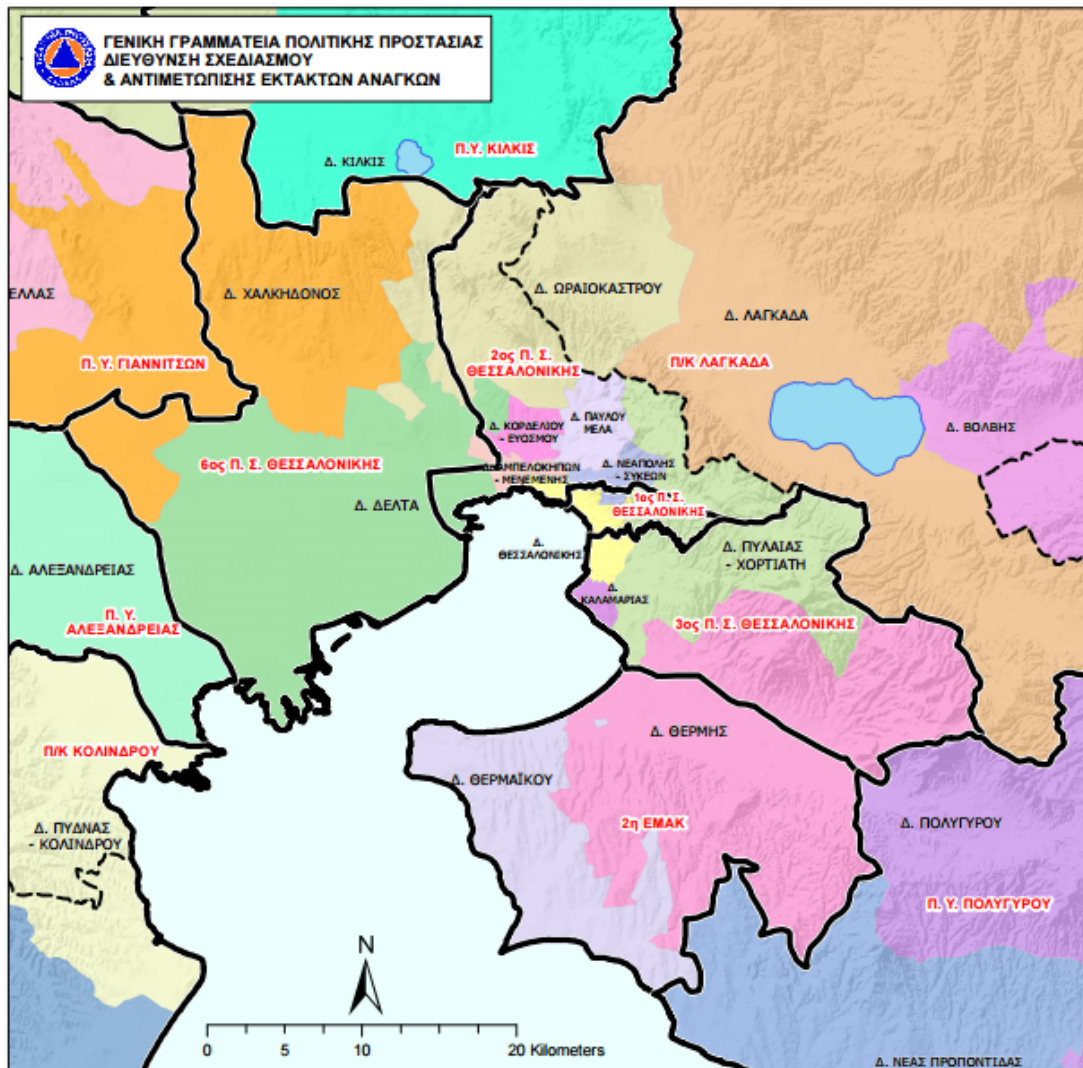 ΓΕΝΙΚΗ ΓΡΑΜΜΑΤΕΙΑ ΠΟΛΙΤΙΚΗΣ ΠΡΟΣΤΑΣΙΑΣ
ΔΙΕΥΘΥΝΣΗ ΣΧΕΔΙΑΣΜΟΥ
& ΑΝΤΙΜΕΤΩΠΙΣΗΣ ΕΚΤΑΚΤΩΝ ΑΝΑΓΚΩΝ
Π.Υ. ΚΙΛΚΙΣ
Δ. ΚΙΛΚΙΣ
Δ. ΩΡΑΙΟΚΑΣΤΡΟΥ
ΕΛΛΑΣ
Δ. ΧΑΛΚΗΔΟΝΟΣ
Δ. ΛΑΓΚΑΔΑ
Π. Υ. ΓΙΑΝΝΙΤΣΩΝ
2ος Π. Σ.
ΘΕΣΣΑΛΟΝΙΚΗΣ
Π/Κ ΛΑΓΚΑΔΑ
Δ. ΚΟΡΔΕΛΙΟΥ
- ΕΥΟΣΜΟΥ
Δ. ΠΑΥΛΟΥ
ΜΕΛΑ
Δ. ΒΟΛΒΗΣ
6ος Π. Σ. ΘΕΣΣΑΛΟΝΙΚΗΣ
Δ. ΑΜΠΕΛΟΚΗΠΩΝ
- ΜΕΝΕΜΕΝΗΣ
Δ. ΝΕΑΠΟΛΗΣ
- ΣΥΚΕΩΝ
Δ. ΔΕΛΤΑ
1ος Π. Σ.
ΘΕΣΣΑΛΟΝΙΚΗΣ
Δ.
ΘΕΣΣΑΛΟΝΙΚΗΣ
Δ. ΠΥΛΑΙΑΣ
- ΧΟΡΤΙΑΤΗ
Δ. ΑΛΕΞΑΝΔΡΕΙΑΣ
Δ.
ΚΑΛΑΜΑΡΙΑΣ
Π. Υ.
ΑΛΕΞΑΝΔΡΕΙΑΣ
3ος Π. Σ. ΘΕΣΣΑΛΟΝΙΚΗΣ
Δ. ΘΕΡΜΗΣ
Π/Κ ΚΟΛΙΝΔΡΟΥ
Δ. ΘΕΡΜΑΪΚΟΥ
2η ΕΜΑΚ
Δ. ΠΟΛΥΓΥΡΟΥ
Δ. ΠΥΔΝΑΣ
- ΚΟΛΙΝΔΡΟΥ
Π. Υ. ΠΟΛΥΓΥΡΟΥ
N
0 5 10 20 Kilometers
Δ. ΝΕΑΣ ΠΡΟΠΟΝΤΙΔΑΣ